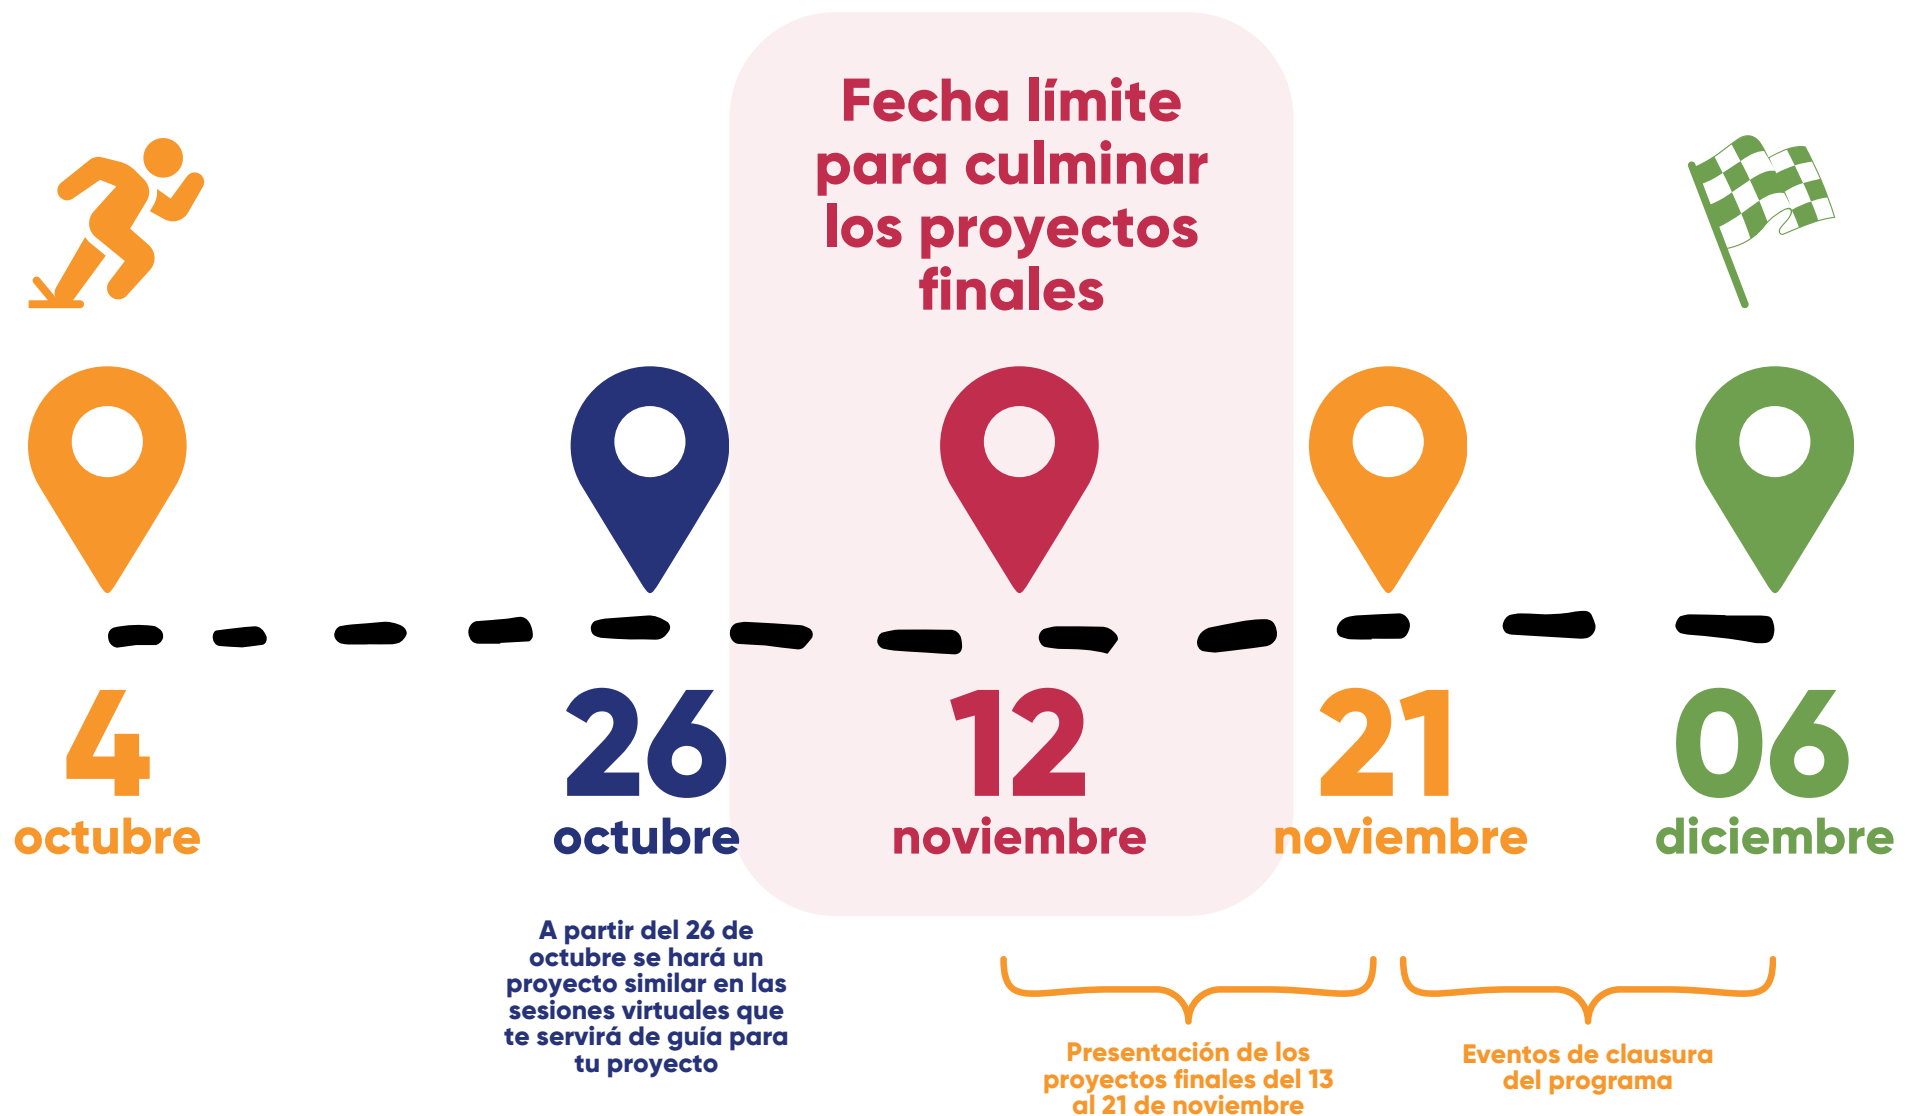 Fecha límite
para culminar
los proyectos
finales
4
octubre
26
octubre
12
noviembre
21
noviembre
06
diciembre
A partir del 26 de
octubre se hará un
proyecto similar en las
sesiones virtuales que
te servirá de guía para
tu proyecto
Presentación de los
proyectos finales del 13
al 21 de noviembre
Eventos de clausura
del programa